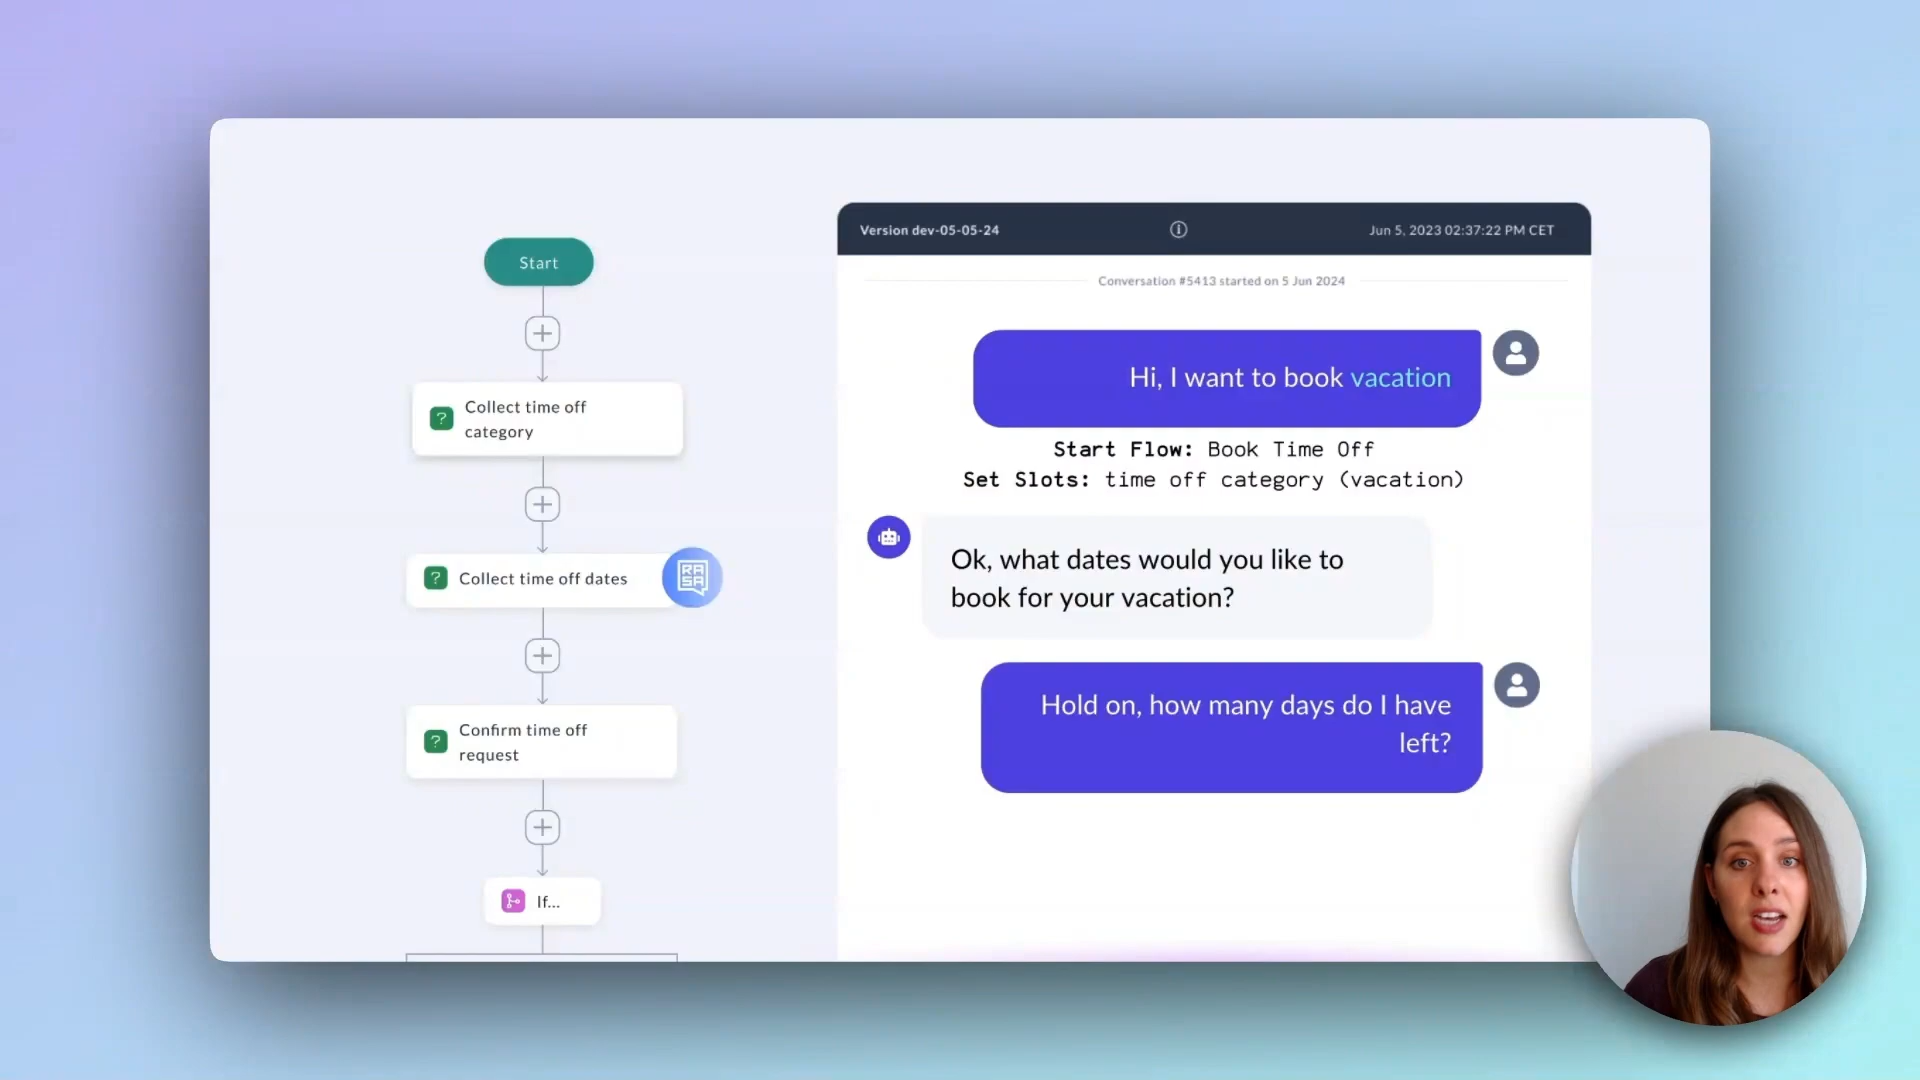 Start
?
Collect time off
category
?
Collect time off dates
RA
SA
?
Confirm time off
request
If...
Version dev-05-05-24
Jun 5, 2023 02:37:22 PM CET
Conversation #5413 started on 5 Jun 2024
Hi, I want to book vacation
Start Flow: Book Time Off
Set Slots: time off category (vacation)
Ok, what dates would you like to
book for your vacation?
Hold on, how many days do I have
left?